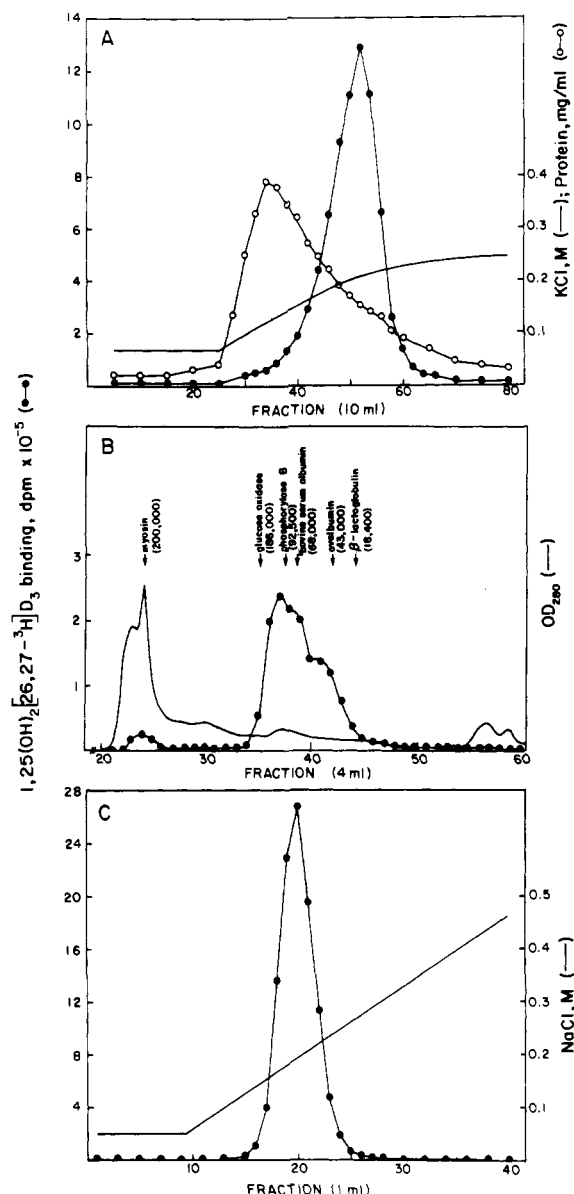 A
14
12
10
8
6
4
2
0.4
0.3
0.2
0.1
20
40
60
80
FRACTION (10 ml)
KCl, M (—); Protein, mg/ml (o-o)
1,25(OH)₂[26,27-³H]D₃ binding, dpm x 10⁻⁵ (●-●)
B
myosin (200,000)
glucose oxidase (186,000)
phosphorylase B (92,500)
bovine serum albumin (68,000)
ovalbumin (43,000)
β-lactoglobulin (18,400)
3
2
1
20
30
40
50
60
FRACTION (4 ml)
OD₂₈₀ (—)
C
28
24
20
16
12
8
4
0.5
0.4
0.3
0.2
0.1
10
20
30
40
FRACTION (1 ml)
NaCl, M (—)